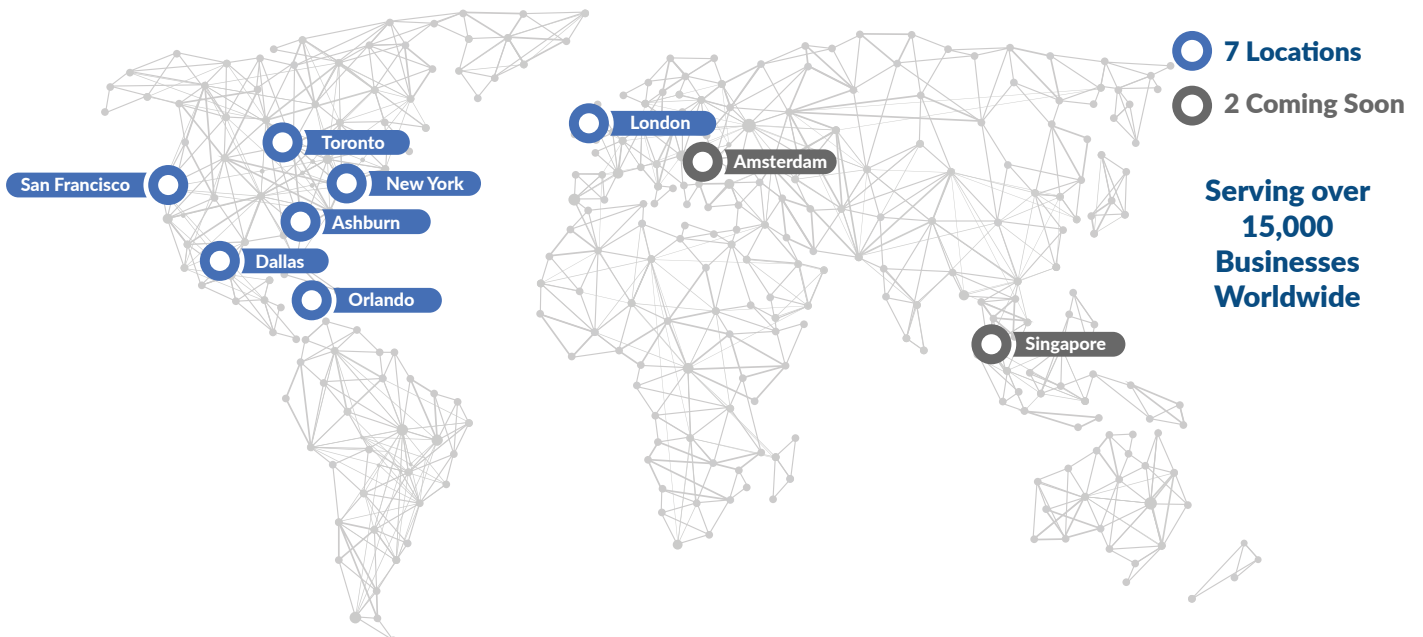 7 Locations
2 Coming Soon
London
Toronto
Amsterdam
San Francisco
New York
Ashburn
Dallas
Orlando
Singapore
Serving over
15,000
Businesses
Worldwide